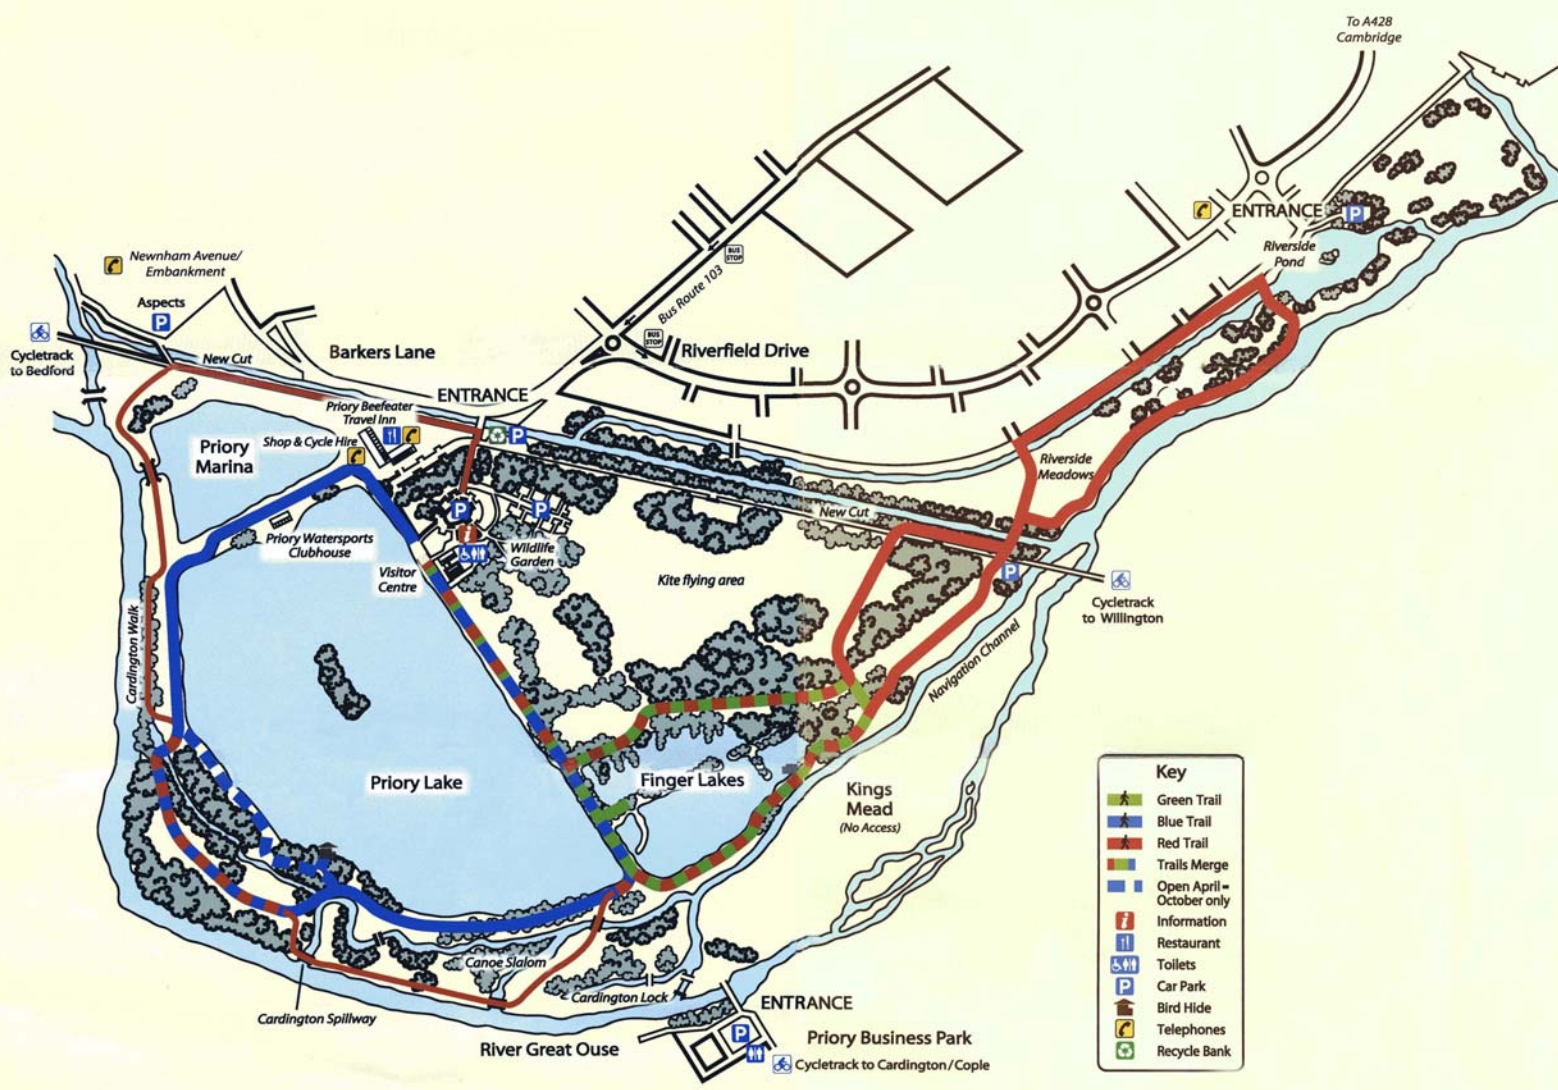 To A428
Cambridge
ENTRANCE
P
Riverside
Pond
Newnham Avenue/
Embankment
Aspects
P
Cycletrack
to Bedford
New Cut
Barkers Lane
BUS
STOP
Bus Route 103
BUS
STOP
Riverfield Drive
ENTRANCE
Priory Beefeater
Travel Inn
Shop & Cycle Hire
P
Priory
Marina
Riverside
Meadows
New Cut
P
P
i
Priory Watersports
Clubhouse
Wildlife
Garden
Visitor
Centre
Kite flying area
P
Cycletrack
to Willington
Cardington Walk
Navigation Channel
Priory Lake
Finger Lakes
Kings
Mead
(No Access)
Canoe Slalom
Cardington Lock
Cardington Spillway
River Great Ouse
ENTRANCE
P
Priory Business Park
Cycletrack to Cardington/Cople
Key
Green Trail
Blue Trail
Red Trail
Trails Merge
Open April-
October only
i Information
Restaurant
Toilets
P Car Park
Bird Hide
Telephones
Recycle Bank